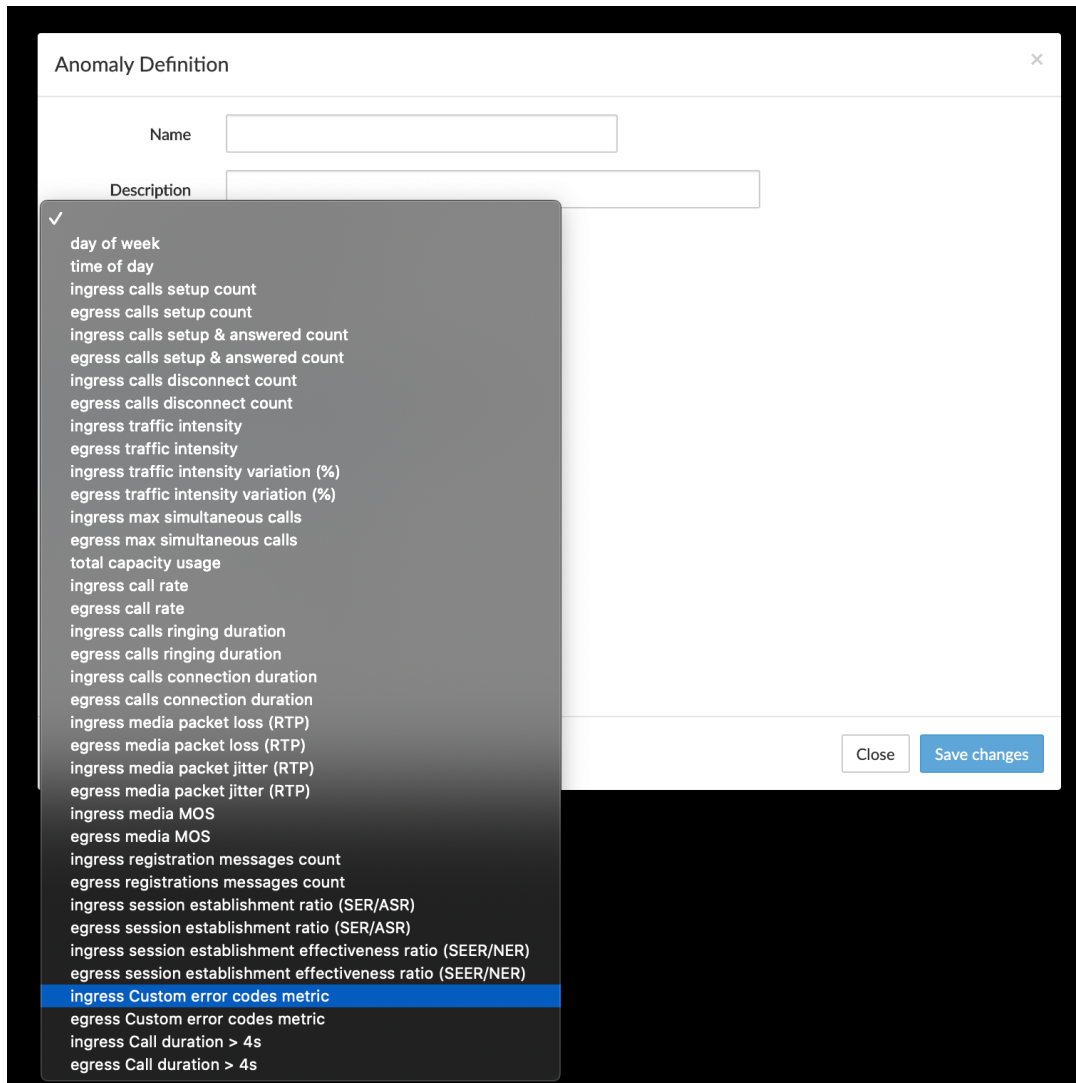 Anomaly Definition
×
Name
Description
✓
day of week
time of day
ingress calls setup count
egress calls setup count
ingress calls setup & answered count
egress calls setup & answered count
ingress calls disconnect count
egress calls disconnect count
ingress traffic intensity
egress traffic intensity
ingress traffic intensity variation (%)
egress traffic intensity variation (%)
ingress max simultaneous calls
egress max simultaneous calls
total capacity usage
ingress call rate
egress call rate
ingress calls ringing duration
egress calls ringing duration
ingress calls connection duration
egress calls connection duration
ingress media packet loss (RTP)
egress media packet loss (RTP)
ingress media packet jitter (RTP)
egress media packet jitter (RTP)
ingress media MOS
egress media MOS
ingress registration messages count
egress registrations messages count
ingress session establishment ratio (SER/ASR)
egress session establishment ratio (SER/ASR)
ingress session establishment effectiveness ratio (SEER/NER)
egress session establishment effectiveness ratio (SEER/NER)
ingress Custom error codes metric
egress Custom error codes metric
ingress Call duration > 4s
egress Call duration > 4s
Close
Save changes